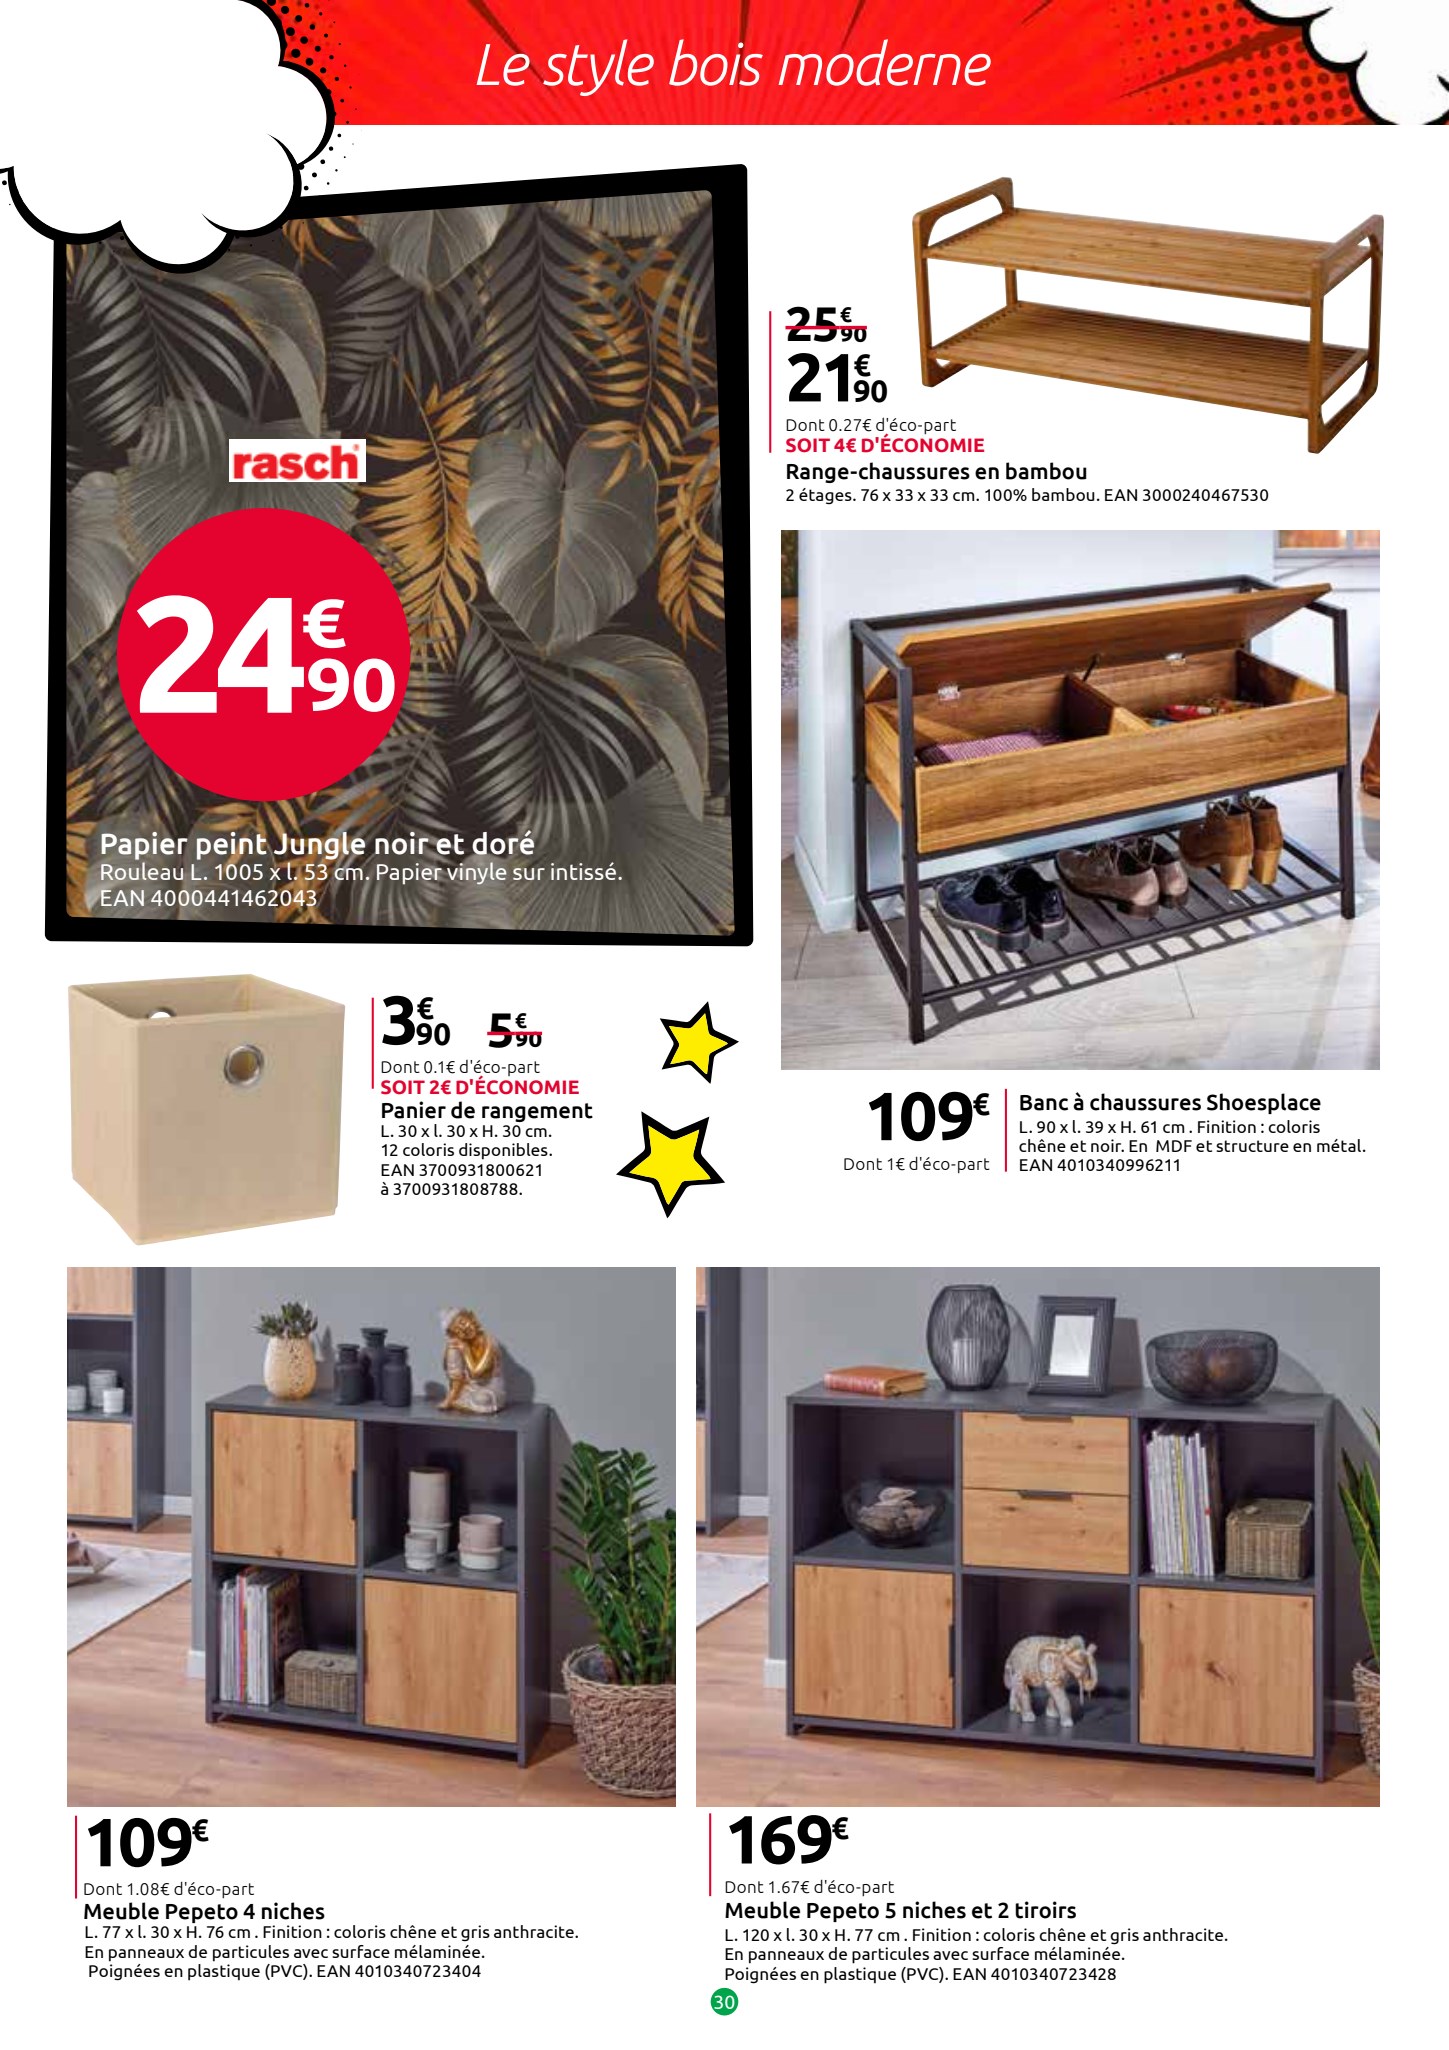 Le style bois moderne
25€90
21€90
Dont 0.27€ d'éco-part
SOIT 4€ D'ÉCONOMIE
Range-chaussures en bambou
2 étages. 76 x 33 x 33 cm. 100% bambou. EAN 3000240467530
rasch
24€90
Papier peint Jungle noir et doré
Rouleau L. 1005 x l. 53 cm. Papier vinyle sur intissé.
EAN 4000441462043
3€90 5€90
Dont 0.1€ d'éco-part
SOIT 2€ D'ÉCONOMIE
Panier de rangement
L. 30 x l. 30 x H. 30 cm.
12 coloris disponibles.
EAN 3700931800621
à 3700931808788.
109€
Dont 1€ d'éco-part
Banc à chaussures Shoesplace
L. 90 x l. 39 x H. 61 cm . Finition : coloris
chêne et noir. En MDF et structure en métal.
EAN 4010340996211
109€
Dont 1.08€ d'éco-part
Meuble Pepeto 4 niches
L. 77 x l. 30 x H. 76 cm . Finition : coloris chêne et gris anthracite.
En panneaux de particules avec surface mélaminée.
Poignées en plastique (PVC). EAN 4010340723404
169€
Dont 1.67€ d'éco-part
Meuble Pepeto 5 niches et 2 tiroirs
L. 120 x l. 30 x H. 77 cm . Finition : coloris chêne et gris anthracite.
En panneaux de particules avec surface mélaminée.
Poignées en plastique (PVC). EAN 4010340723428
30